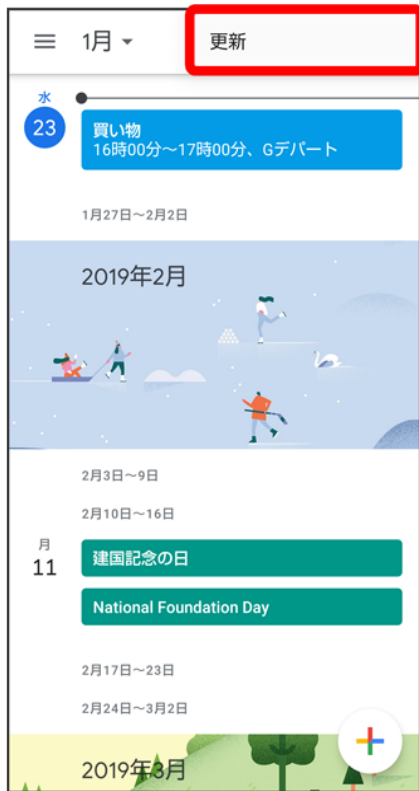 1月
更新
水
23
買い物
16時00分～17時00分、Gデパート
1月27日～2月2日
2019年2月
2月3日～9日
2月10日～16日
月
11
建国記念の日
National Foundation Day
2月17日～23日
2月24日～3月2日
2019年3月